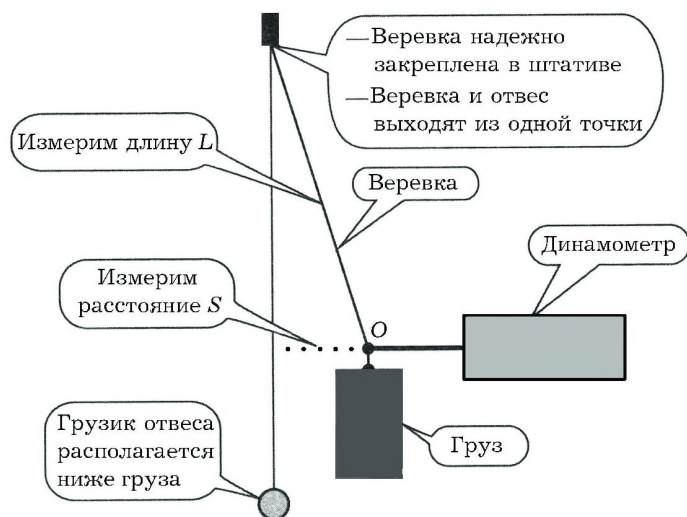 —Веревка надежно
закреплена в штативе
—Веревка и отвес
выходят из одной точки
Измерим длину L
Веревка
Динамометр
Измерим
расстояние S
O
Грузик отвеса
располагается
ниже груза
Груз